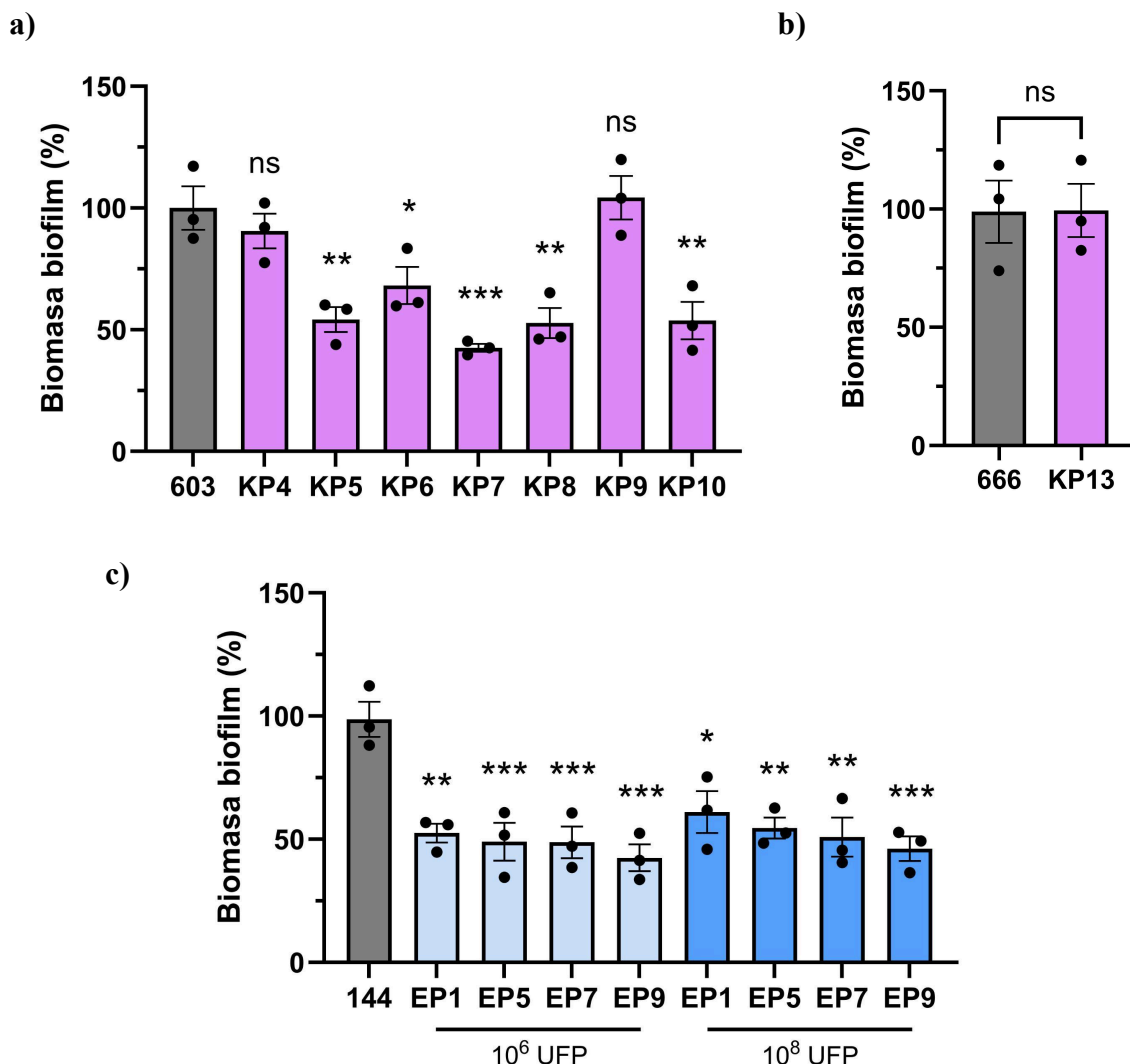 a)
Biomasa biofilm (%)
150
100
50
0
ns
**
*
***
**
ns
**
603 KP4 KP5 KP6 KP7 KP8 KP9 KP10
b)
Biomasa biofilm (%)
150
100
50
0
ns
666 KP13
c)
Biomasa biofilm (%)
150
100
50
0
**
***
***
***
*
**
**
***
144 EP1 EP5 EP7 EP9 EP1 EP5 EP7 EP9
10⁶ UFP 10⁸ UFP